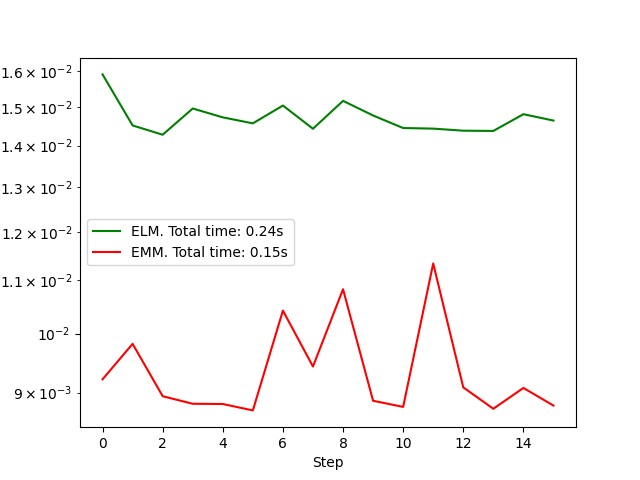 1.6 × 10⁻²
1.5 × 10⁻²
1.4 × 10⁻²
1.3 × 10⁻²
1.2 × 10⁻²
1.1 × 10⁻²
10⁻²
9 × 10⁻³
ELM. Total time: 0.24s
EMM. Total time: 0.15s
0 2 4 6 8 10 12 14
Step